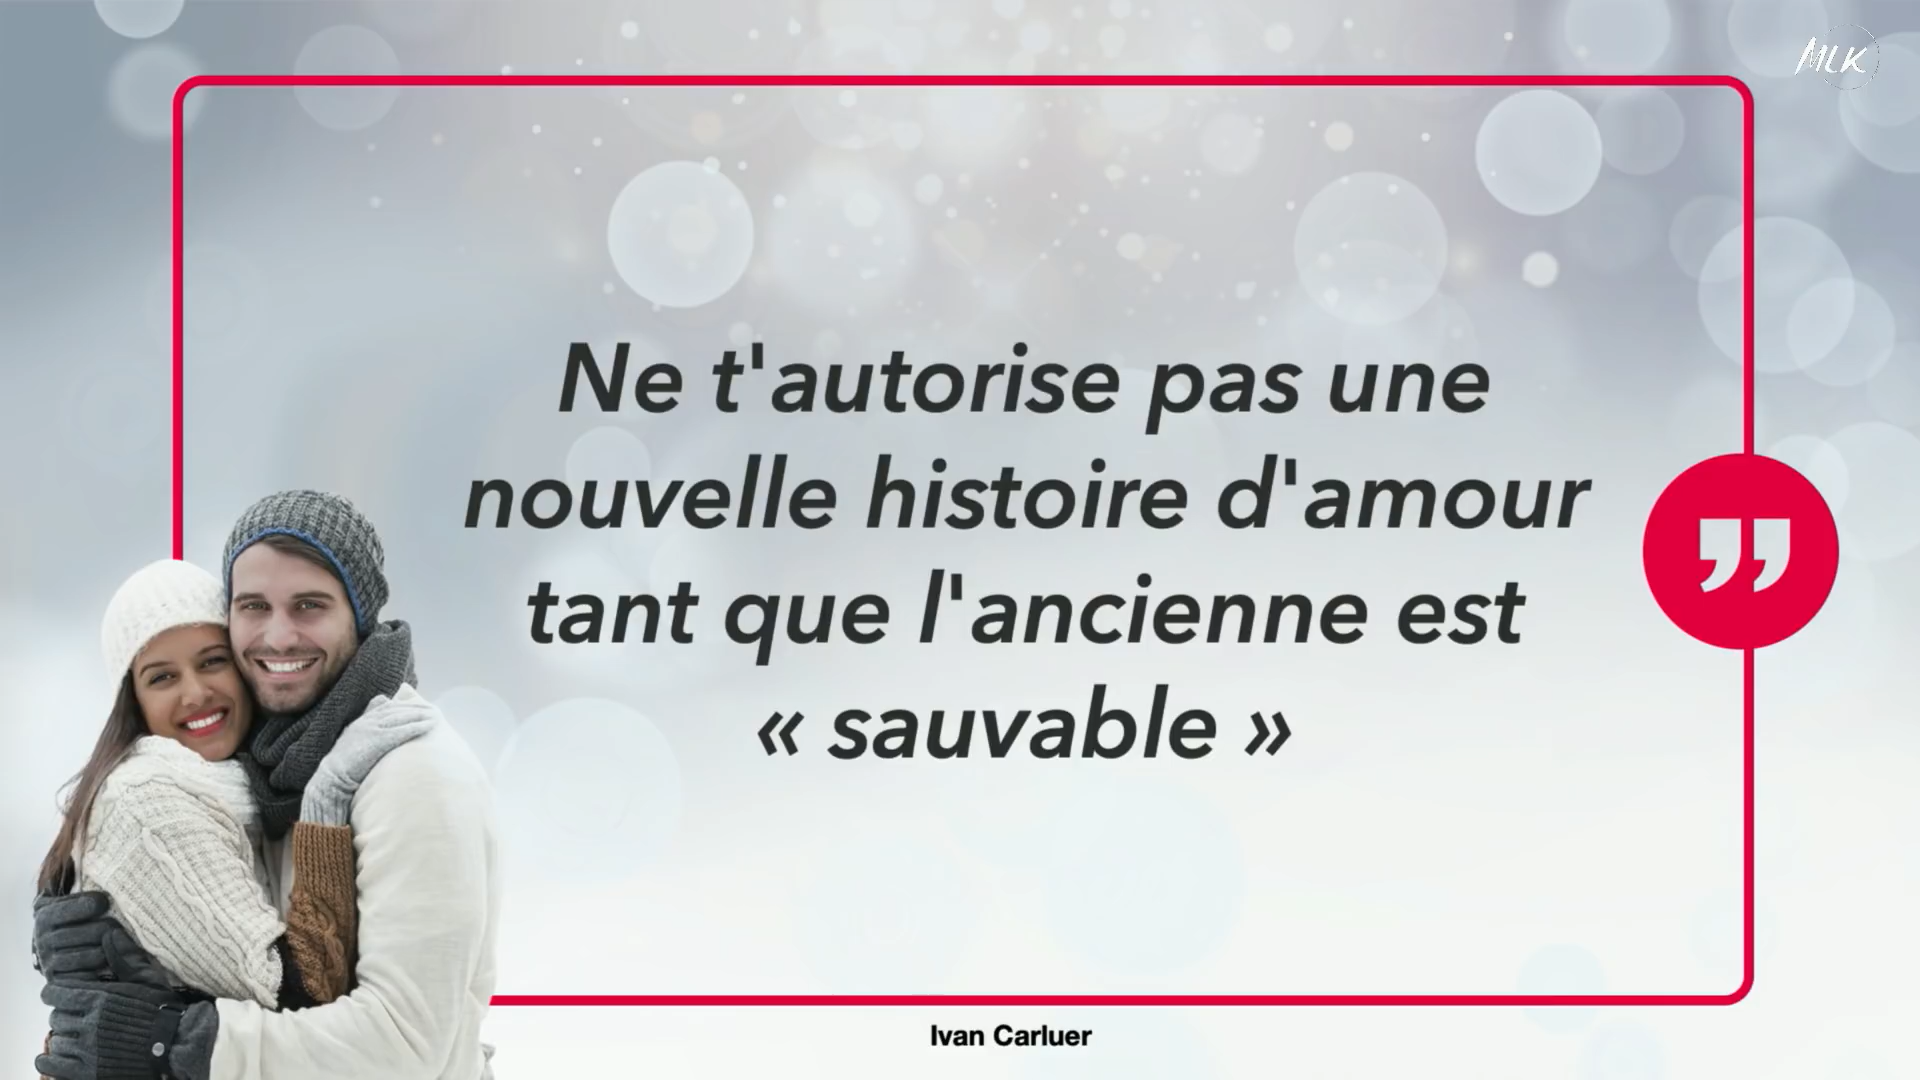 MLK
Ne t'autorise pas une
nouvelle histoire d'amour
tant que l'ancienne est
« sauvable »
Ivan Carluer